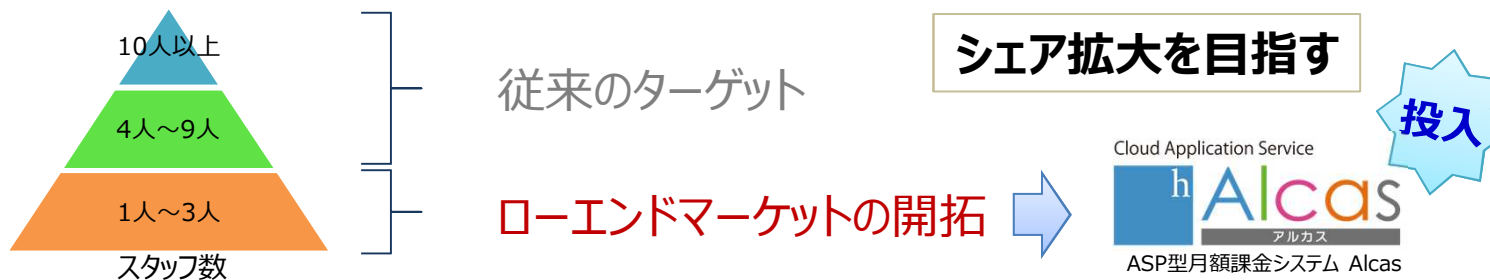 10人以上
4人～9人
1人～3人
スタッフ数
従来のターゲット
ローエンドマーケットの開拓
シェア拡大を目指す
投入
Cloud Application Service
h Alcas
アルカス
ASP型月額課金システム Alcas